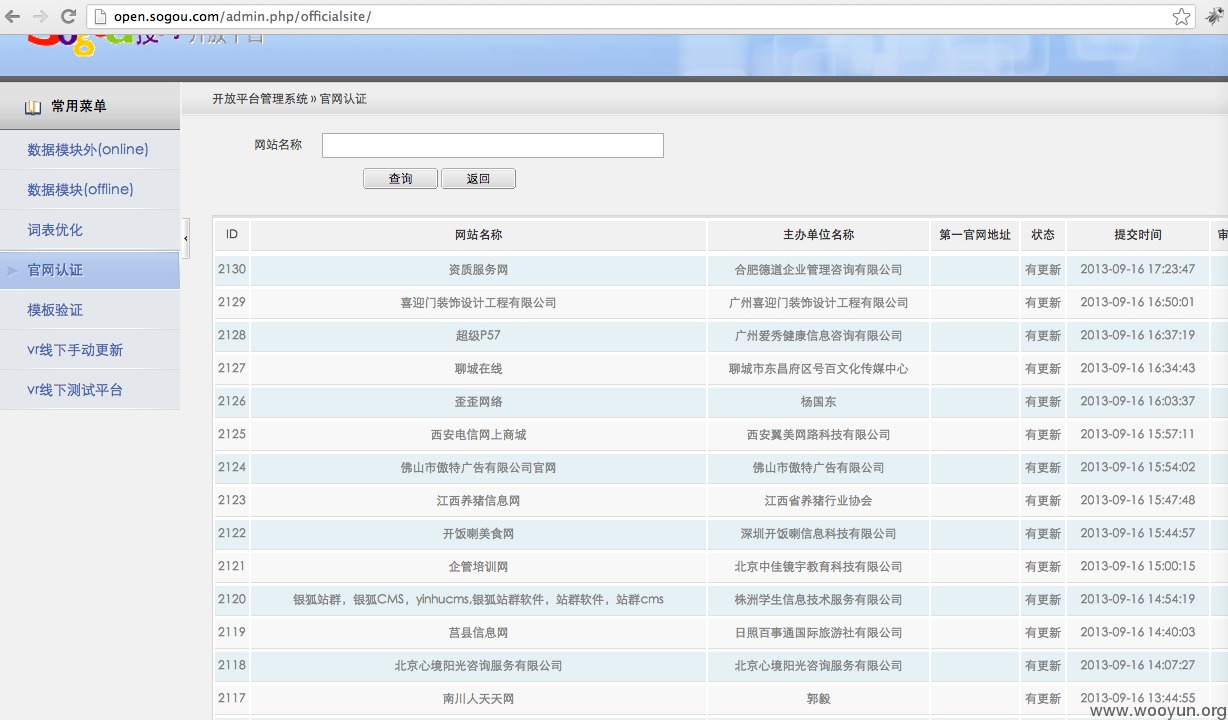 open.sogou.com/admin.php/officialsite/
开放平台管理系统 » 官网认证
常用菜单
数据模块外(online)
数据模块(offline)
词表优化
官网认证
模板验证
vr线下手动更新
vr线下测试平台
网站名称
查询 返回
ID 网站名称 主办单位名称 第一官网地址 状态 提交时间 审
2130 资质服务网 合肥德道企业管理咨询有限公司 有更新 2013-09-16 17:23:47
2129 喜迎门装饰设计工程有限公司 广州喜迎门装饰设计工程有限公司 有更新 2013-09-16 16:50:01
2128 超级P57 广州爱秀健康信息咨询有限公司 有更新 2013-09-16 16:37:19
2127 聊城在线 聊城市东昌府区号百文化传媒中心 有更新 2013-09-16 16:34:43
2126 歪歪网络 杨国东 有更新 2013-09-16 16:03:37
2125 西安电信网上商城 西安翼美网路科技有限公司 有更新 2013-09-16 15:57:11
2124 佛山市傲特广告有限公司官网 佛山市傲特广告有限公司 有更新 2013-09-16 15:54:02
2123 江西养猪信息网 江西省养猪行业协会 有更新 2013-09-16 15:47:48
2122 开饭喇美食网 深圳开饭喇信息科技有限公司 有更新 2013-09-16 15:44:57
2121 企管培训网 北京中佳镜宇教育科技有限公司 有更新 2013-09-16 15:00:15
2120 银狐站群，银狐CMS，yinhucms,银狐站群软件，站群软件，站群cms 株洲学生信息技术服务有限公司 有更新 2013-09-16 14:54:19
2119 莒县信息网 日照百事通国际旅游社有限公司 有更新 2013-09-16 14:40:03
2118 北京心境阳光咨询服务有限公司 北京心境阳光咨询服务有限公司 有更新 2013-09-16 14:07:27
2117 南川人天天网 郭毅 有更新 2013-09-16 13:44:55
www.wooyun.org